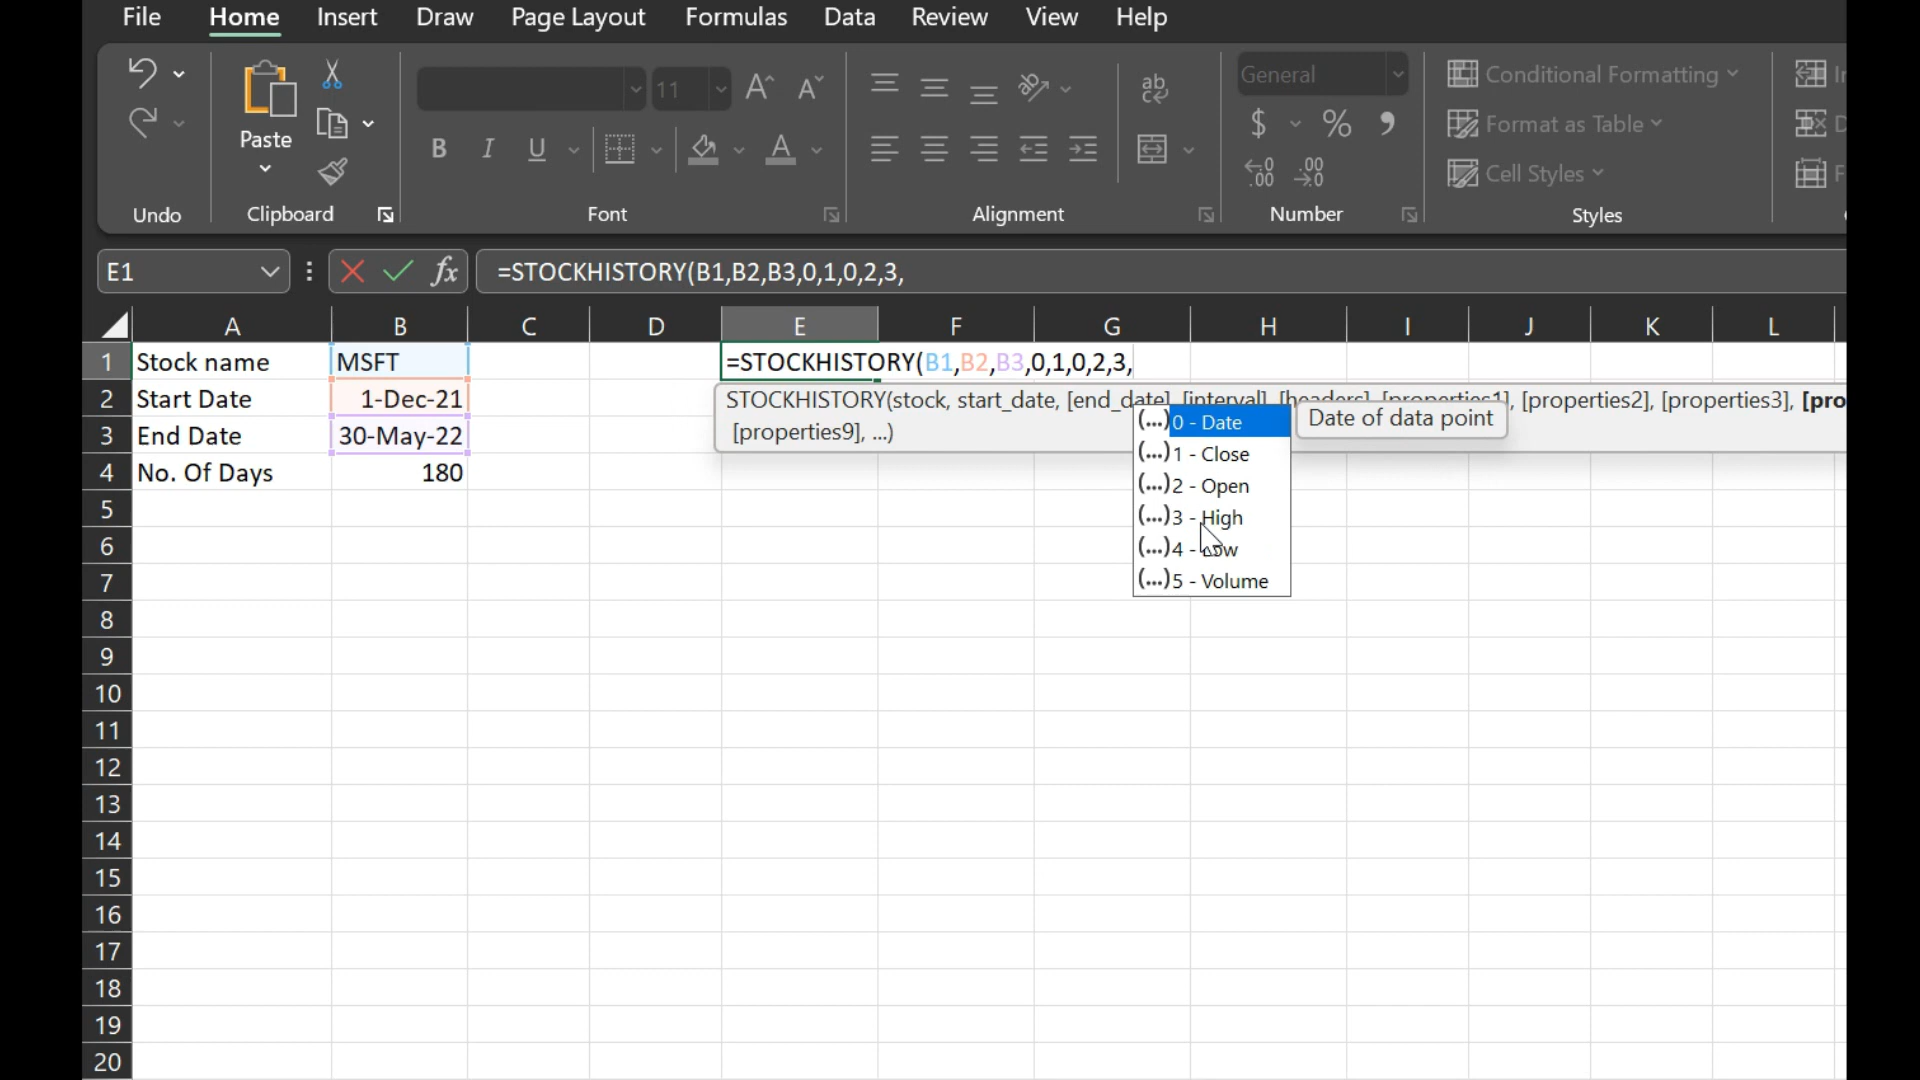 File Home Insert Draw Page Layout Formulas Data Review View Help
Paste
11
General
Conditional Formatting
Format as Table
Cell Styles
Undo Clipboard Font Alignment Number Styles
E1 fx =STOCKHISTORY(B1,B2,B3,0,1,0,2,3,
A B C D E F G H I J K L
1 Stock name MSFT =STOCKHISTORY(B1,B2,B3,0,1,0,2,3,
2 Start Date 1-Dec-21 STOCKHISTORY(stock, start_date, [end_date], [interval], [headers], [properties1], [properties2], [properties3], [pro
[properties9], ...)
3 End Date 30-May-22
4 No. Of Days 180
(...) 0 - Date Date of data point
(...) 1 - Close
(...) 2 - Open
(...) 3 - High
(...) 4 - Low
(...) 5 - Volume
5
6
7
8
9
10
11
12
13
14
15
16
17
18
19
20